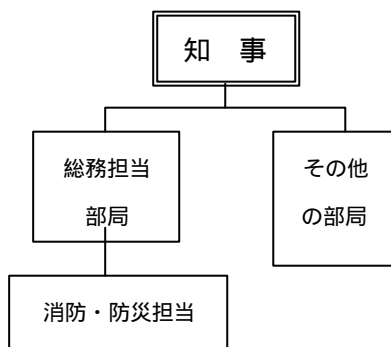 知　事
総務担当
部局
その他
の部局
消防・防災担当